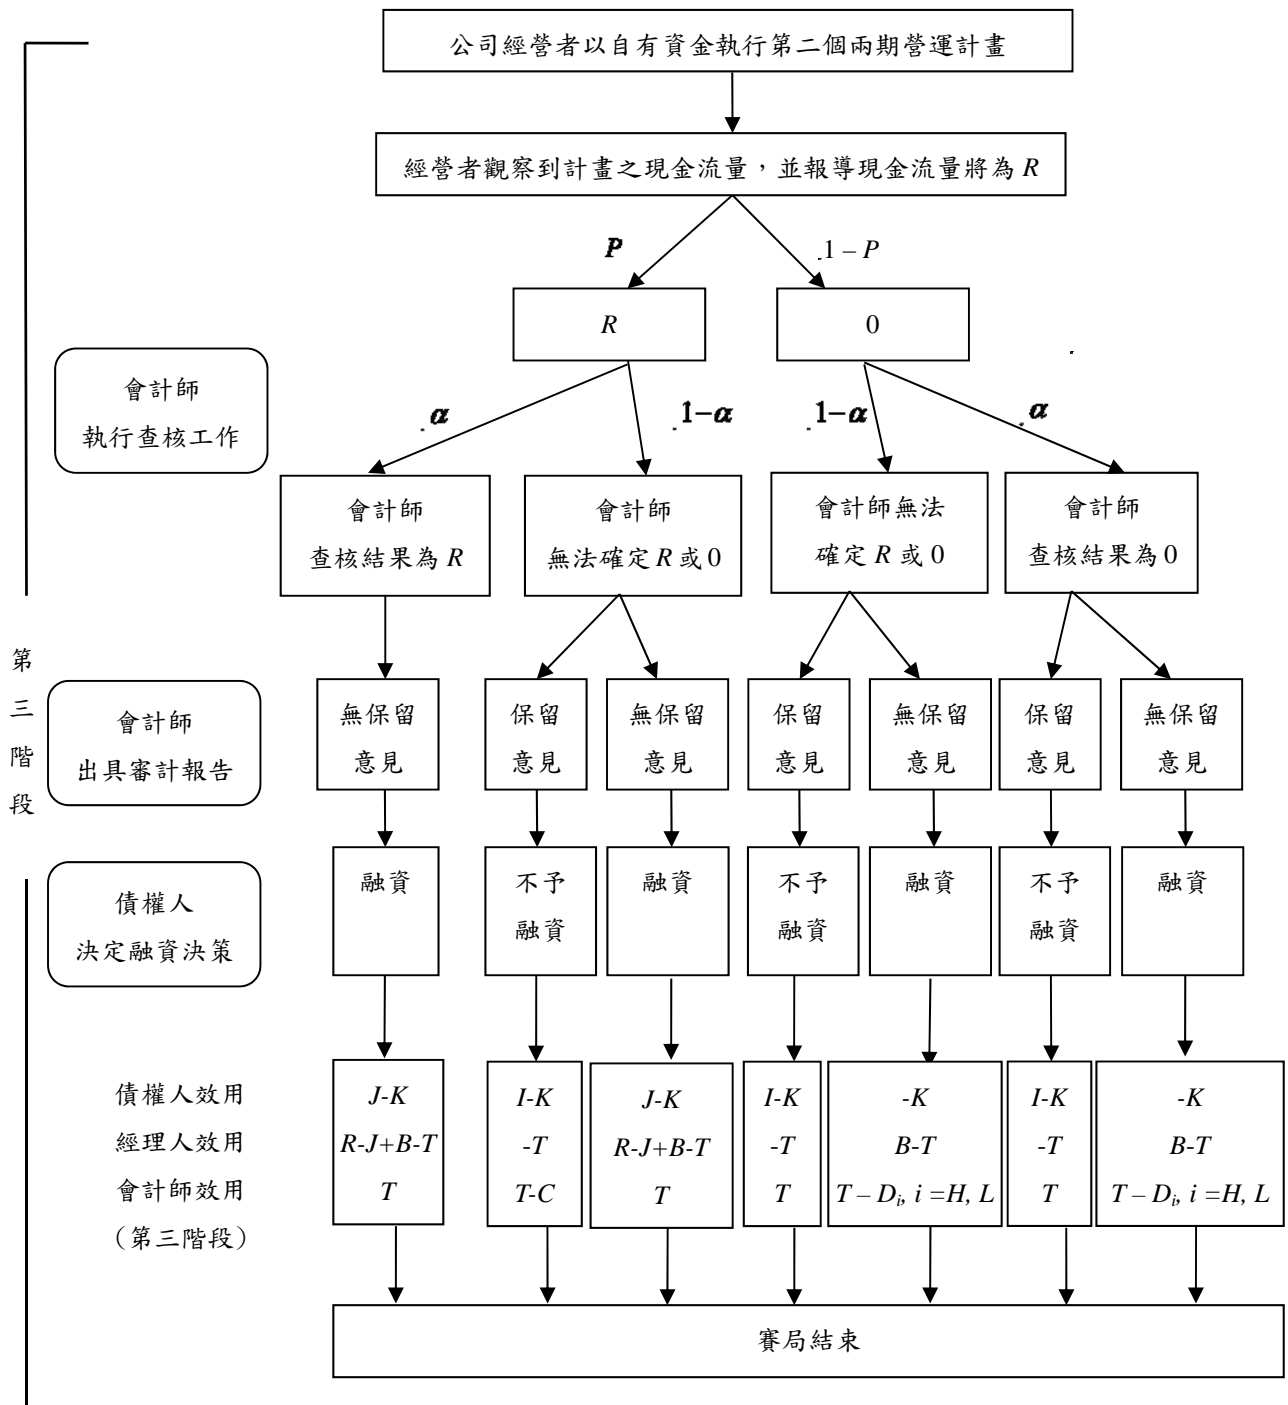 公司經營者以自有資金執行第二個兩期營運計畫
經營者觀察到計畫之現金流量，並報導現金流量將為 R
P
1 − P
R
0
會計師
執行查核工作
α
1−α
1−α
α
會計師
查核結果為 R
會計師
無法確定 R 或 0
會計師無法
確定 R 或 0
會計師
查核結果為 0
第
三
階
段
會計師
出具審計報告
無保留
意見
保留
意見
無保留
意見
保留
意見
無保留
意見
保留
意見
無保留
意見
債權人
決定融資決策
融資
不予
融資
融資
不予
融資
融資
不予
融資
融資
債權人效用
經理人效用
會計師效用
（第三階段）
J-K
R-J+B-T
T
I-K
-T
T-C
J-K
R-J+B-T
T
I-K
-T
T
-K
B-T
T − Di, i =H, L
I-K
-T
T
-K
B-T
T − Di, i =H, L
賽局結束